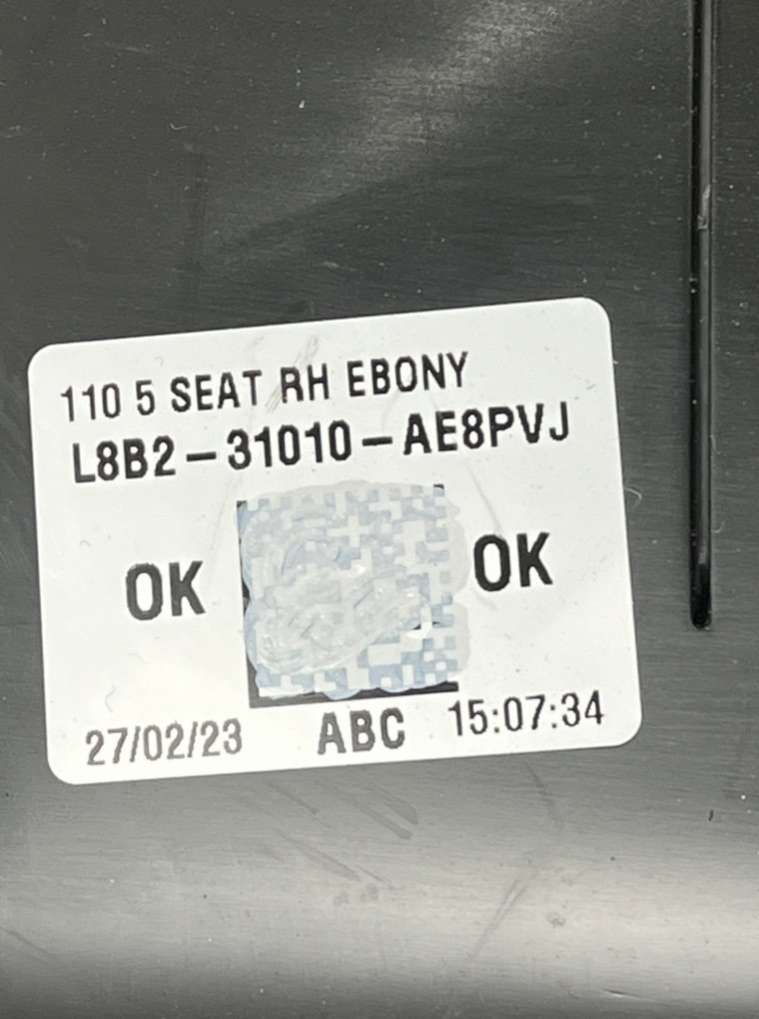 110 5 SEAT RH EBONY
L8B2-31010-AE8PVJ
OK OK
27/02/23 ABC 15:07:34